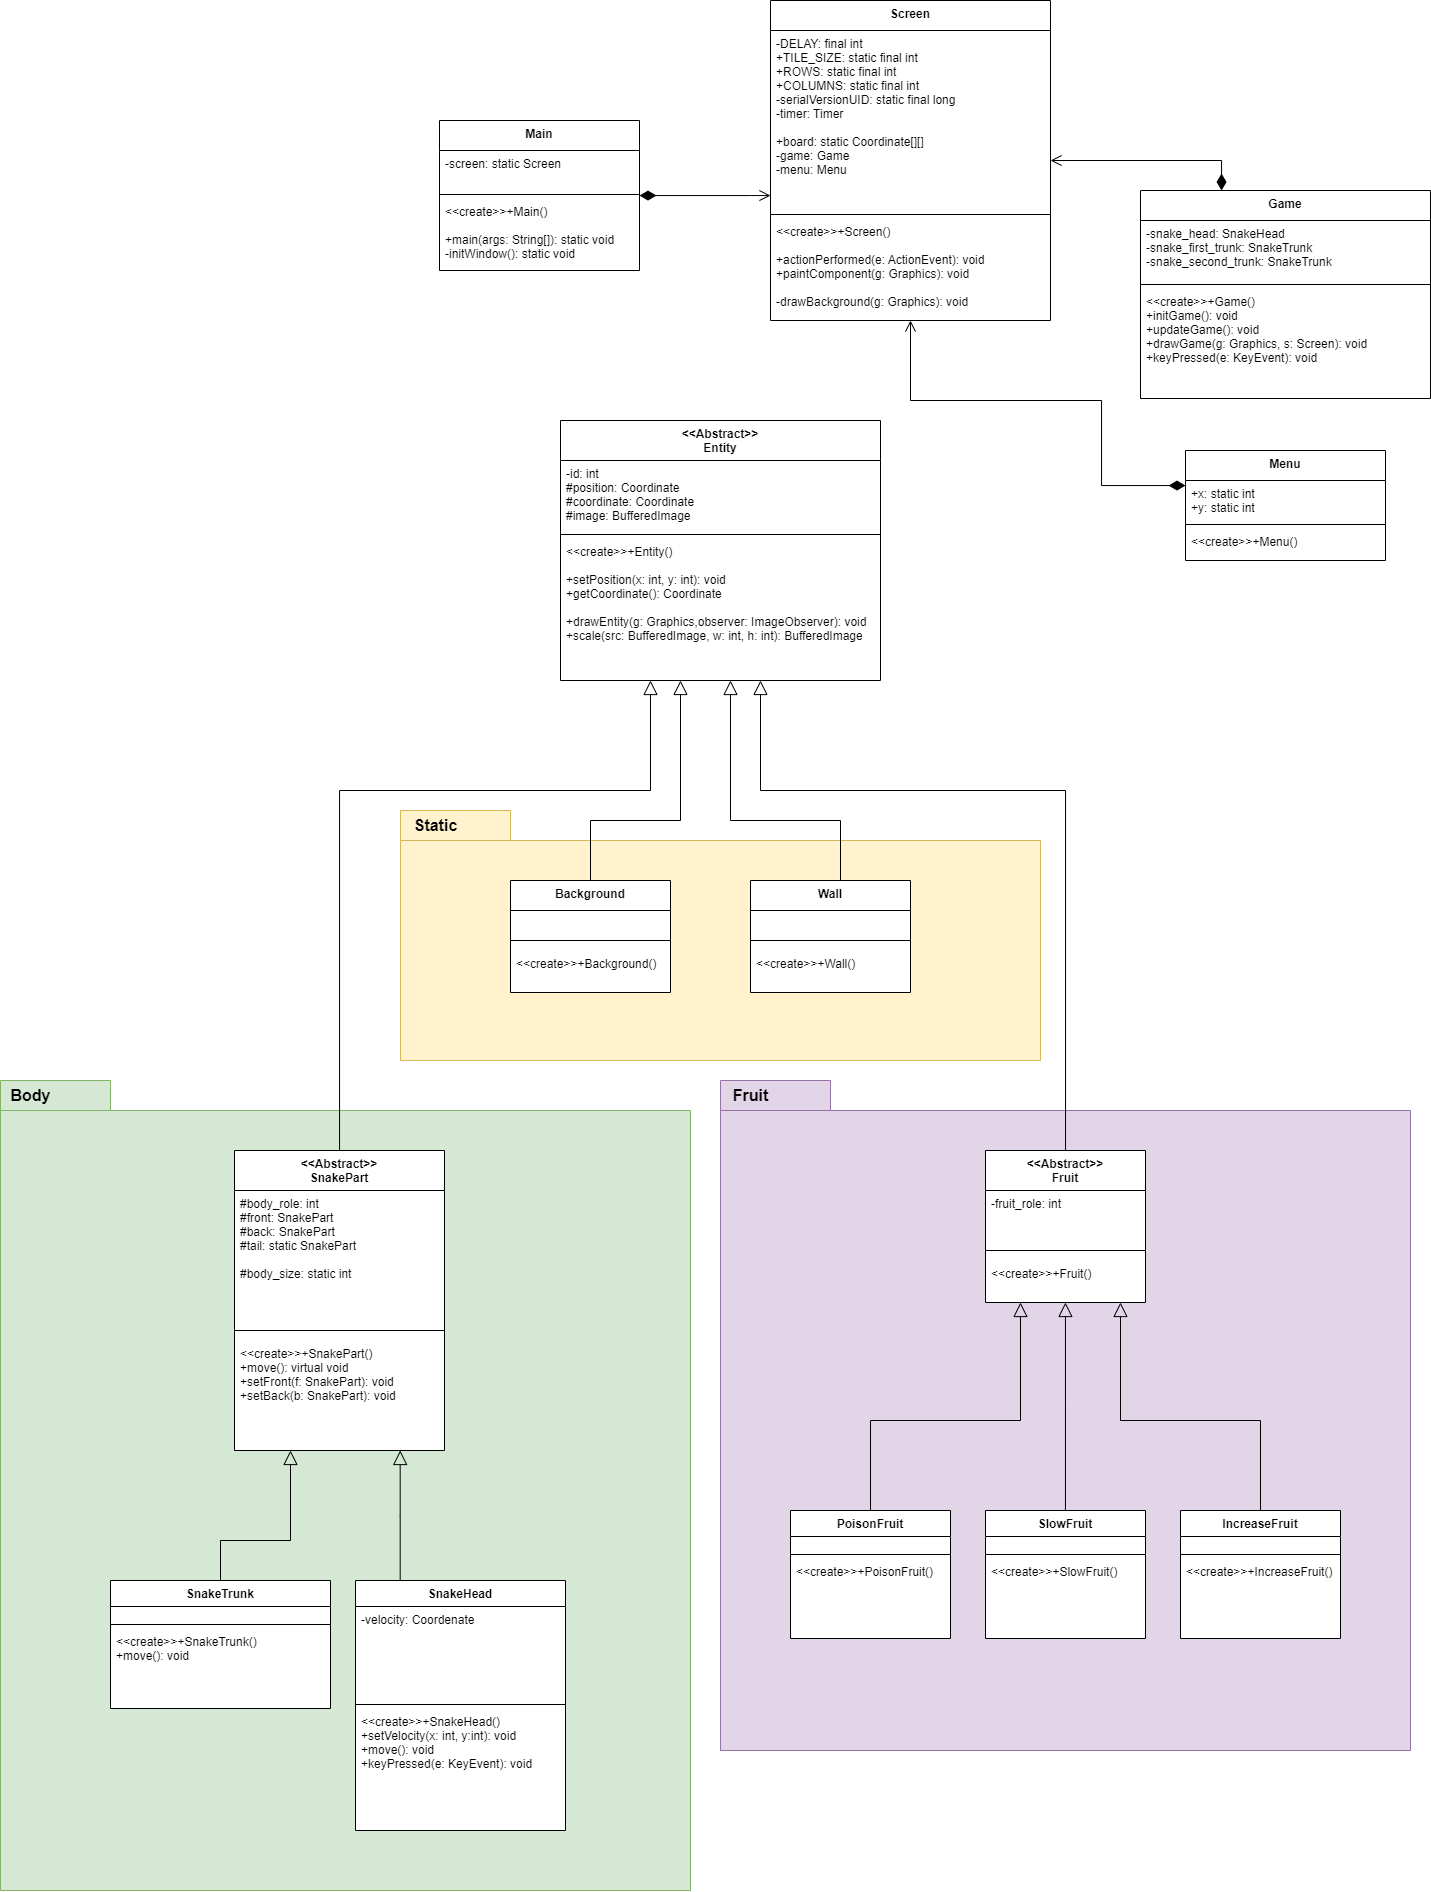 Screen
-DELAY: final int
+TILE_SIZE: static final int
+ROWS: static final int
+COLUMNS: static final int
-serialVersionUID: static final long
-timer: Timer
+board: static Coordinate[][]
-game: Game
-menu: Menu
<<create>>+Screen()
+actionPerformed(e: ActionEvent): void
+paintComponent(g: Graphics): void
-drawBackground(g: Graphics): void
Main
-screen: static Screen
<<create>>+Main()
+main(args: String[]): static void
-initWindow(): static void
Game
-snake_head: SnakeHead
-snake_first_trunk: SnakeTrunk
-snake_second_trunk: SnakeTrunk
<<create>>+Game()
+initGame(): void
+updateGame(): void
+drawGame(g: Graphics, s: Screen): void
+keyPressed(e: KeyEvent): void
<<Abstract>>
Entity
-id: int
#position: Coordinate
#coordinate: Coordinate
#image: BufferedImage
<<create>>+Entity()
+setPosition(x: int, y: int): void
+getCoordinate(): Coordinate
+drawEntity(g: Graphics,observer: ImageObserver): void
+scale(src: BufferedImage, w: int, h: int): BufferedImage
Menu
+x: static int
+y: static int
<<create>>+Menu()
Static
Background
<<create>>+Background()
Wall
<<create>>+Wall()
Body
<<Abstract>>
SnakePart
#body_role: int
#front: SnakePart
#back: SnakePart
#tail: static SnakePart
#body_size: static int
<<create>>+SnakePart()
+move(): virtual void
+setFront(f: SnakePart): void
+setBack(b: SnakePart): void
SnakeTrunk
<<create>>+SnakeTrunk()
+move(): void
SnakeHead
-velocity: Coordenate
<<create>>+SnakeHead()
+setVelocity(x: int, y:int): void
+move(): void
+keyPressed(e: KeyEvent): void
Fruit
<<Abstract>>
Fruit
-fruit_role: int
<<create>>+Fruit()
PoisonFruit
<<create>>+PoisonFruit()
SlowFruit
<<create>>+SlowFruit()
IncreaseFruit
<<create>>+IncreaseFruit()